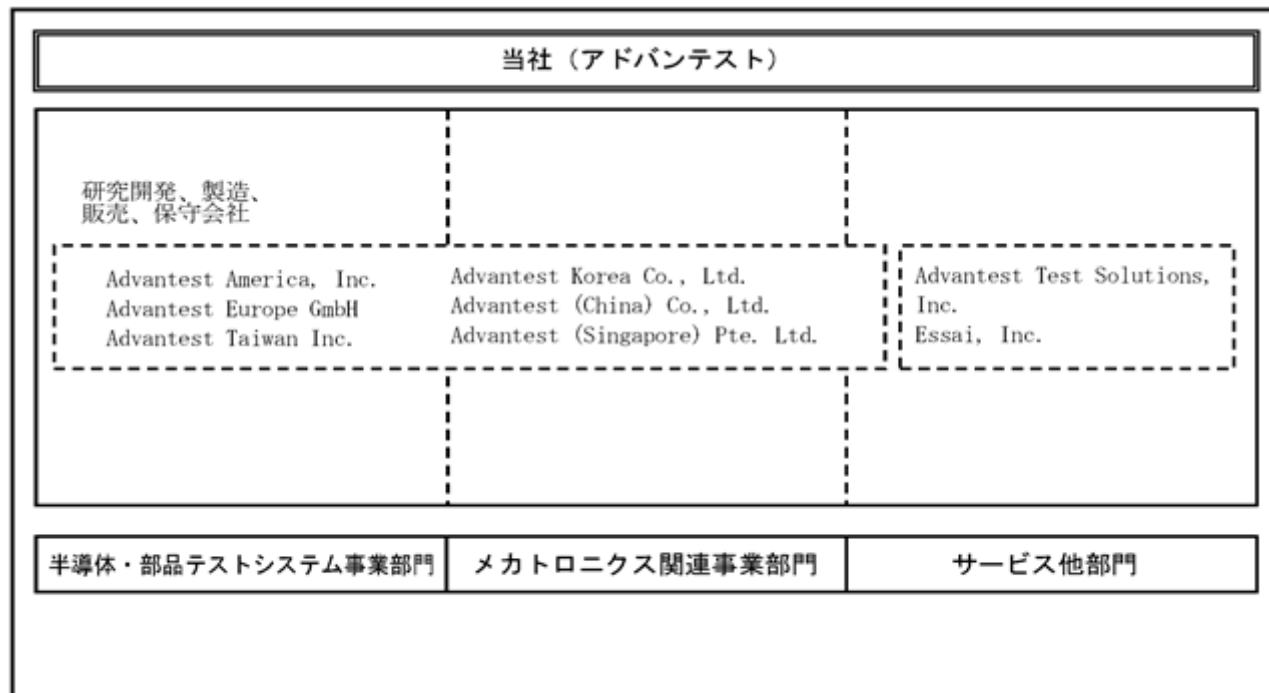 当社（アドバンテスト）
研究開発、製造、
販売、保守会社
Advantest America, Inc.
Advantest Europe GmbH
Advantest Taiwan Inc.
Advantest Korea Co., Ltd.
Advantest (China) Co., Ltd.
Advantest (Singapore) Pte. Ltd.
Advantest Test Solutions,
Inc.
Essai, Inc.
半導体・部品テストシステム事業部門
メカトロニクス関連事業部門
サービス他部門